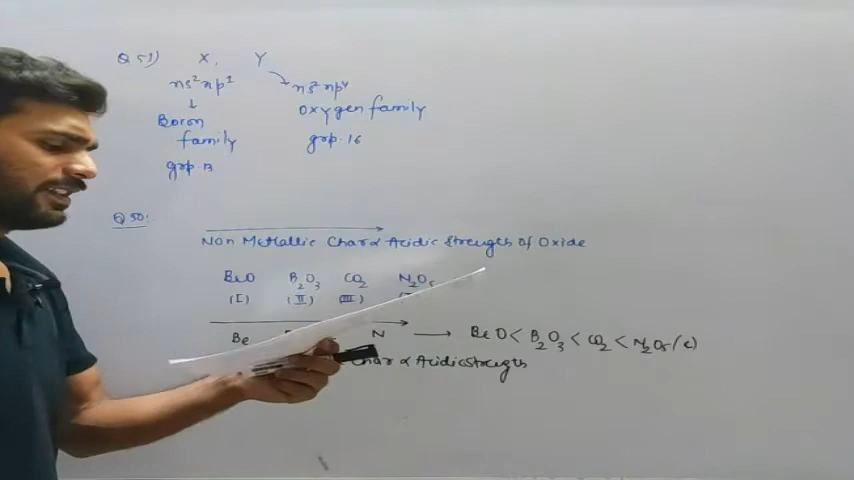 Q 51) X, Y
ns² np¹ ns² np⁴
↓
Boron Oxygen family
family grp. 16
grp. 13
Q 50:
Non Metallic Char α Acidic Strength of Oxide
BeO B₂O₃ CO₂ N₂O₅
(I) (II) (III)
Be N → BeO < B₂O₃ < CO₂ < N₂O₅ (c)
Char α Acidic Strength